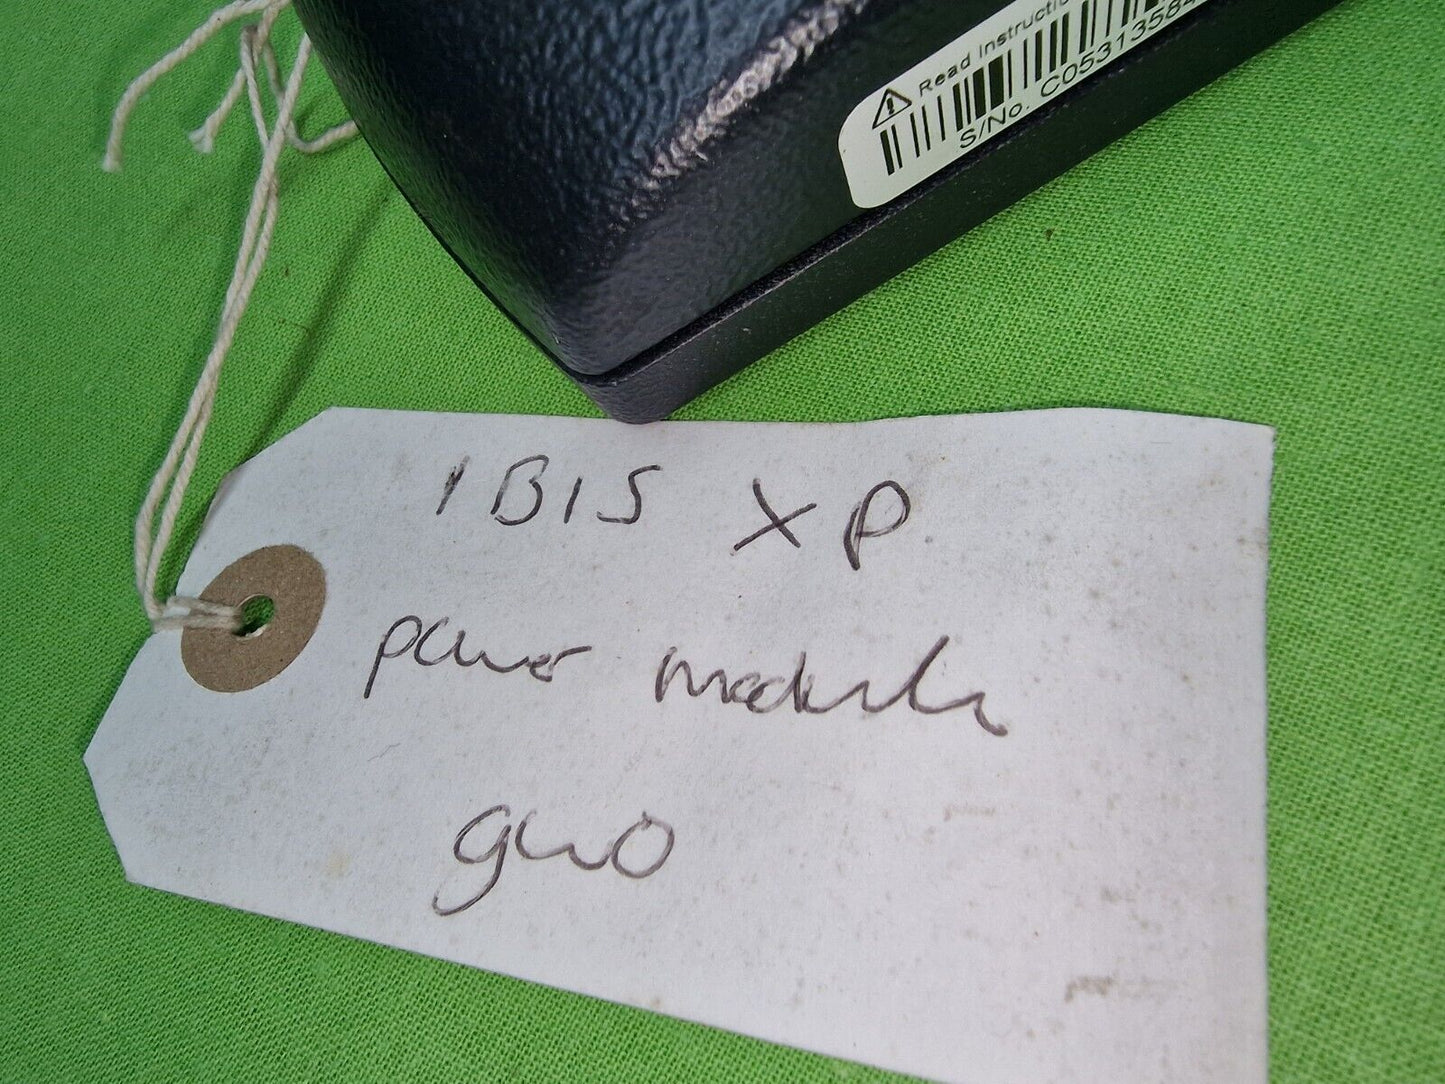 Read instructio
S/No. C0531358
IBIS XP
power module
gwo